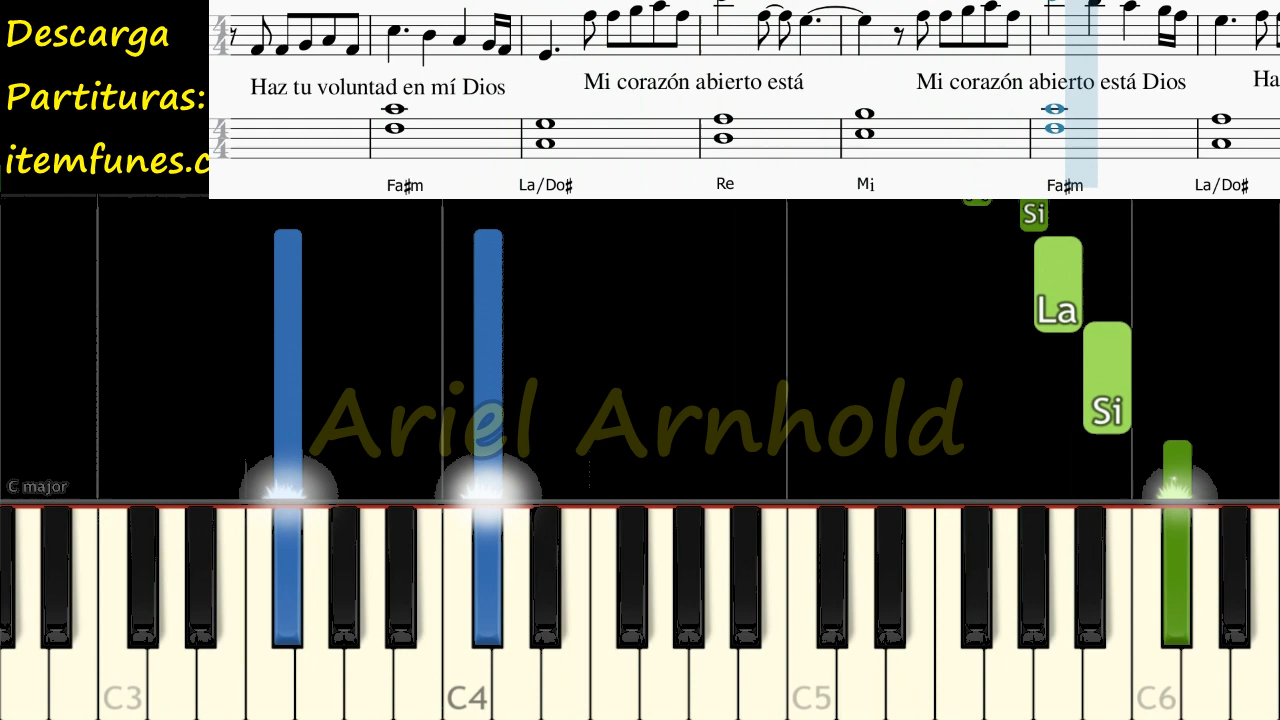 Descarga
Partituras:
itemfunes.c
Haz tu voluntad en mí Dios
Mi corazón abierto está
Mi corazón abierto está Dios
Ha
Fa♯m
La/Do♯
Re
Mi
Fa♯m
La/Do♯
Si
La
Si
Ariel Arnhold
C major
C3
C4
C5
C6